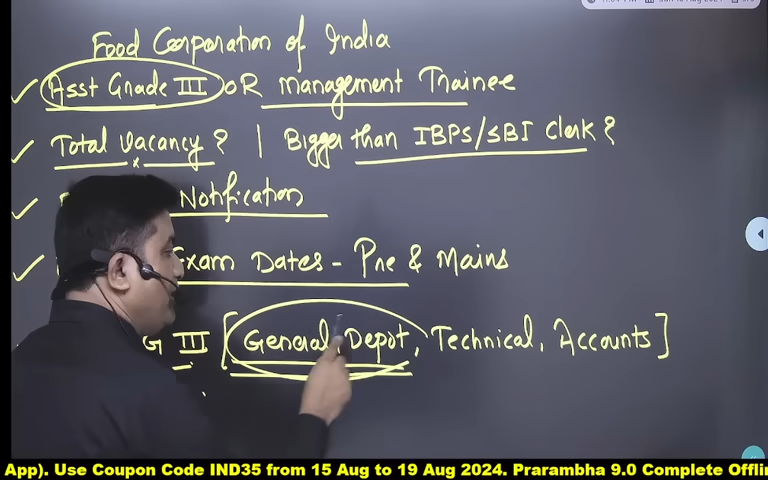 Food Corporation of India
✓ Asst Grade III OR Management Trainee
✓ Total Vacancy ? | Bigger than IBPS/SBI Clerk ?
✓ Notification
✓ Exam Dates - Pre & Mains
G III [General, Depot, Technical, Accounts]
App). Use Coupon Code IND35 from 15 Aug to 19 Aug 2024. Prarambha 9.0 Complete Offli